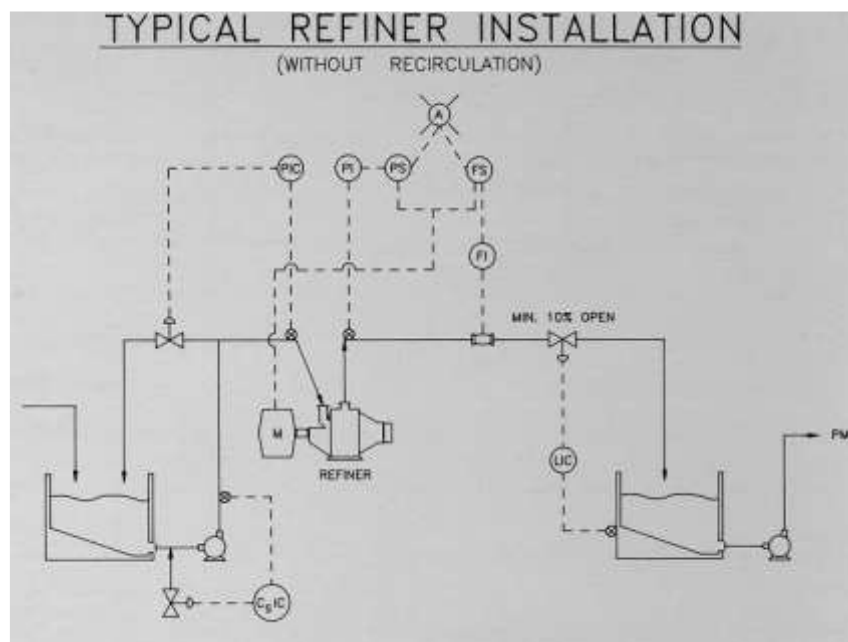 TYPICAL REFINER INSTALLATION
(WITHOUT RECIRCULATION)
A
PIC
PI
PS
FS
FI
MIN. 10% OPEN
M
REFINER
LIC
PM
CSIC